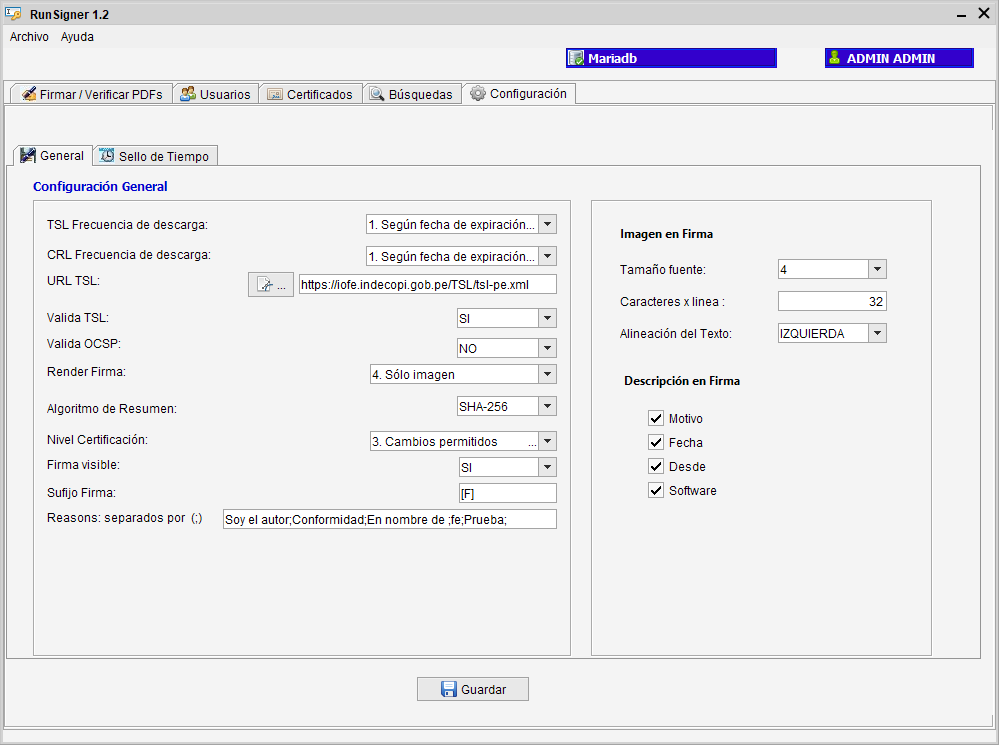 RunSigner 1.2
Archivo Ayuda
Mariadb ADMIN ADMIN
Firmar / Verificar PDFs Usuarios Certificados Búsquedas Configuración
General Sello de Tiempo
Configuración General
TSL Frecuencia de descarga: 1. Según fecha de expiración...
CRL Frecuencia de descarga: 1. Según fecha de expiración...
URL TSL: ... https://iofe.indecopi.gob.pe/TSL/tsl-pe.xml
Valida TSL: SI
Valida OCSP: NO
Render Firma: 4. Sólo imagen
Algoritmo de Resumen: SHA-256
Nivel Certificación: 3. Cambios permitidos ...
Firma visible: SI
Sufijo Firma: [F]
Reasons: separados por (;) Soy el autor;Conformidad;En nombre de ;fe;Prueba;
Imagen en Firma
Tamaño fuente: 4
Caracteres x linea : 32
Alineación del Texto: IZQUIERDA
Descripción en Firma
Motivo
Fecha
Desde
Software
Guardar